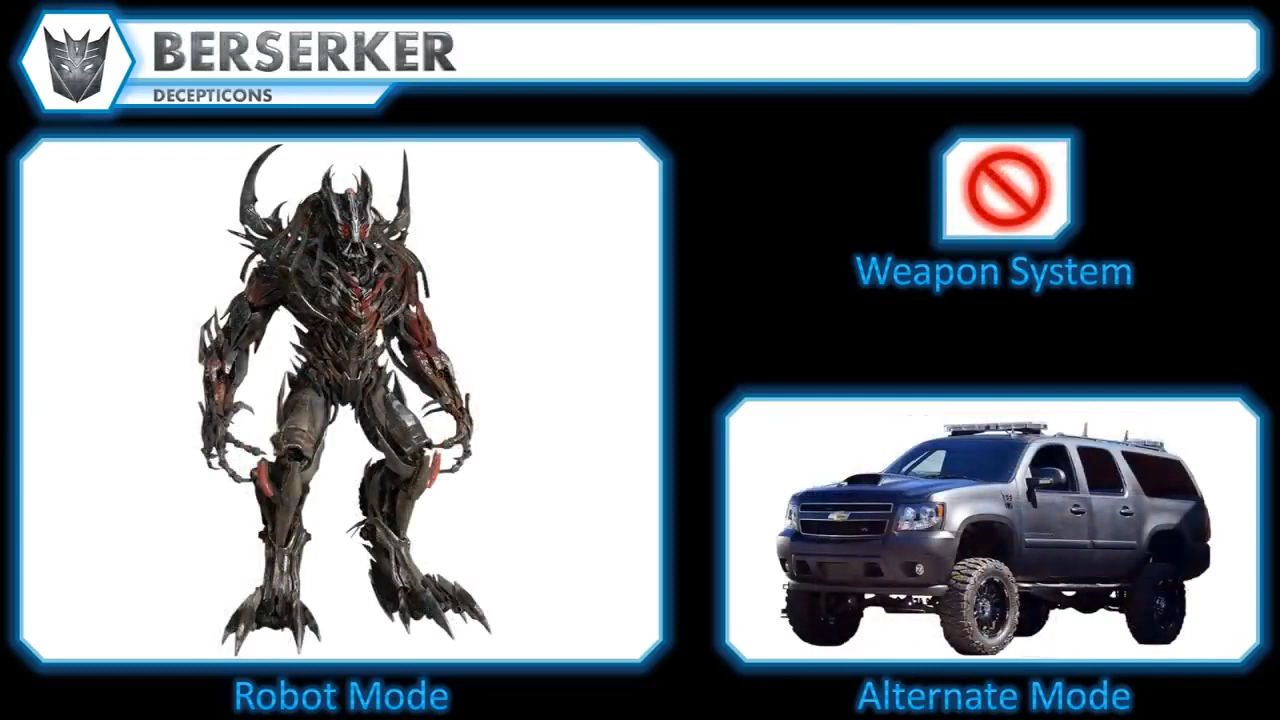 BERSERKER
DECEPTICONS
Weapon System
Robot Mode
Alternate Mode